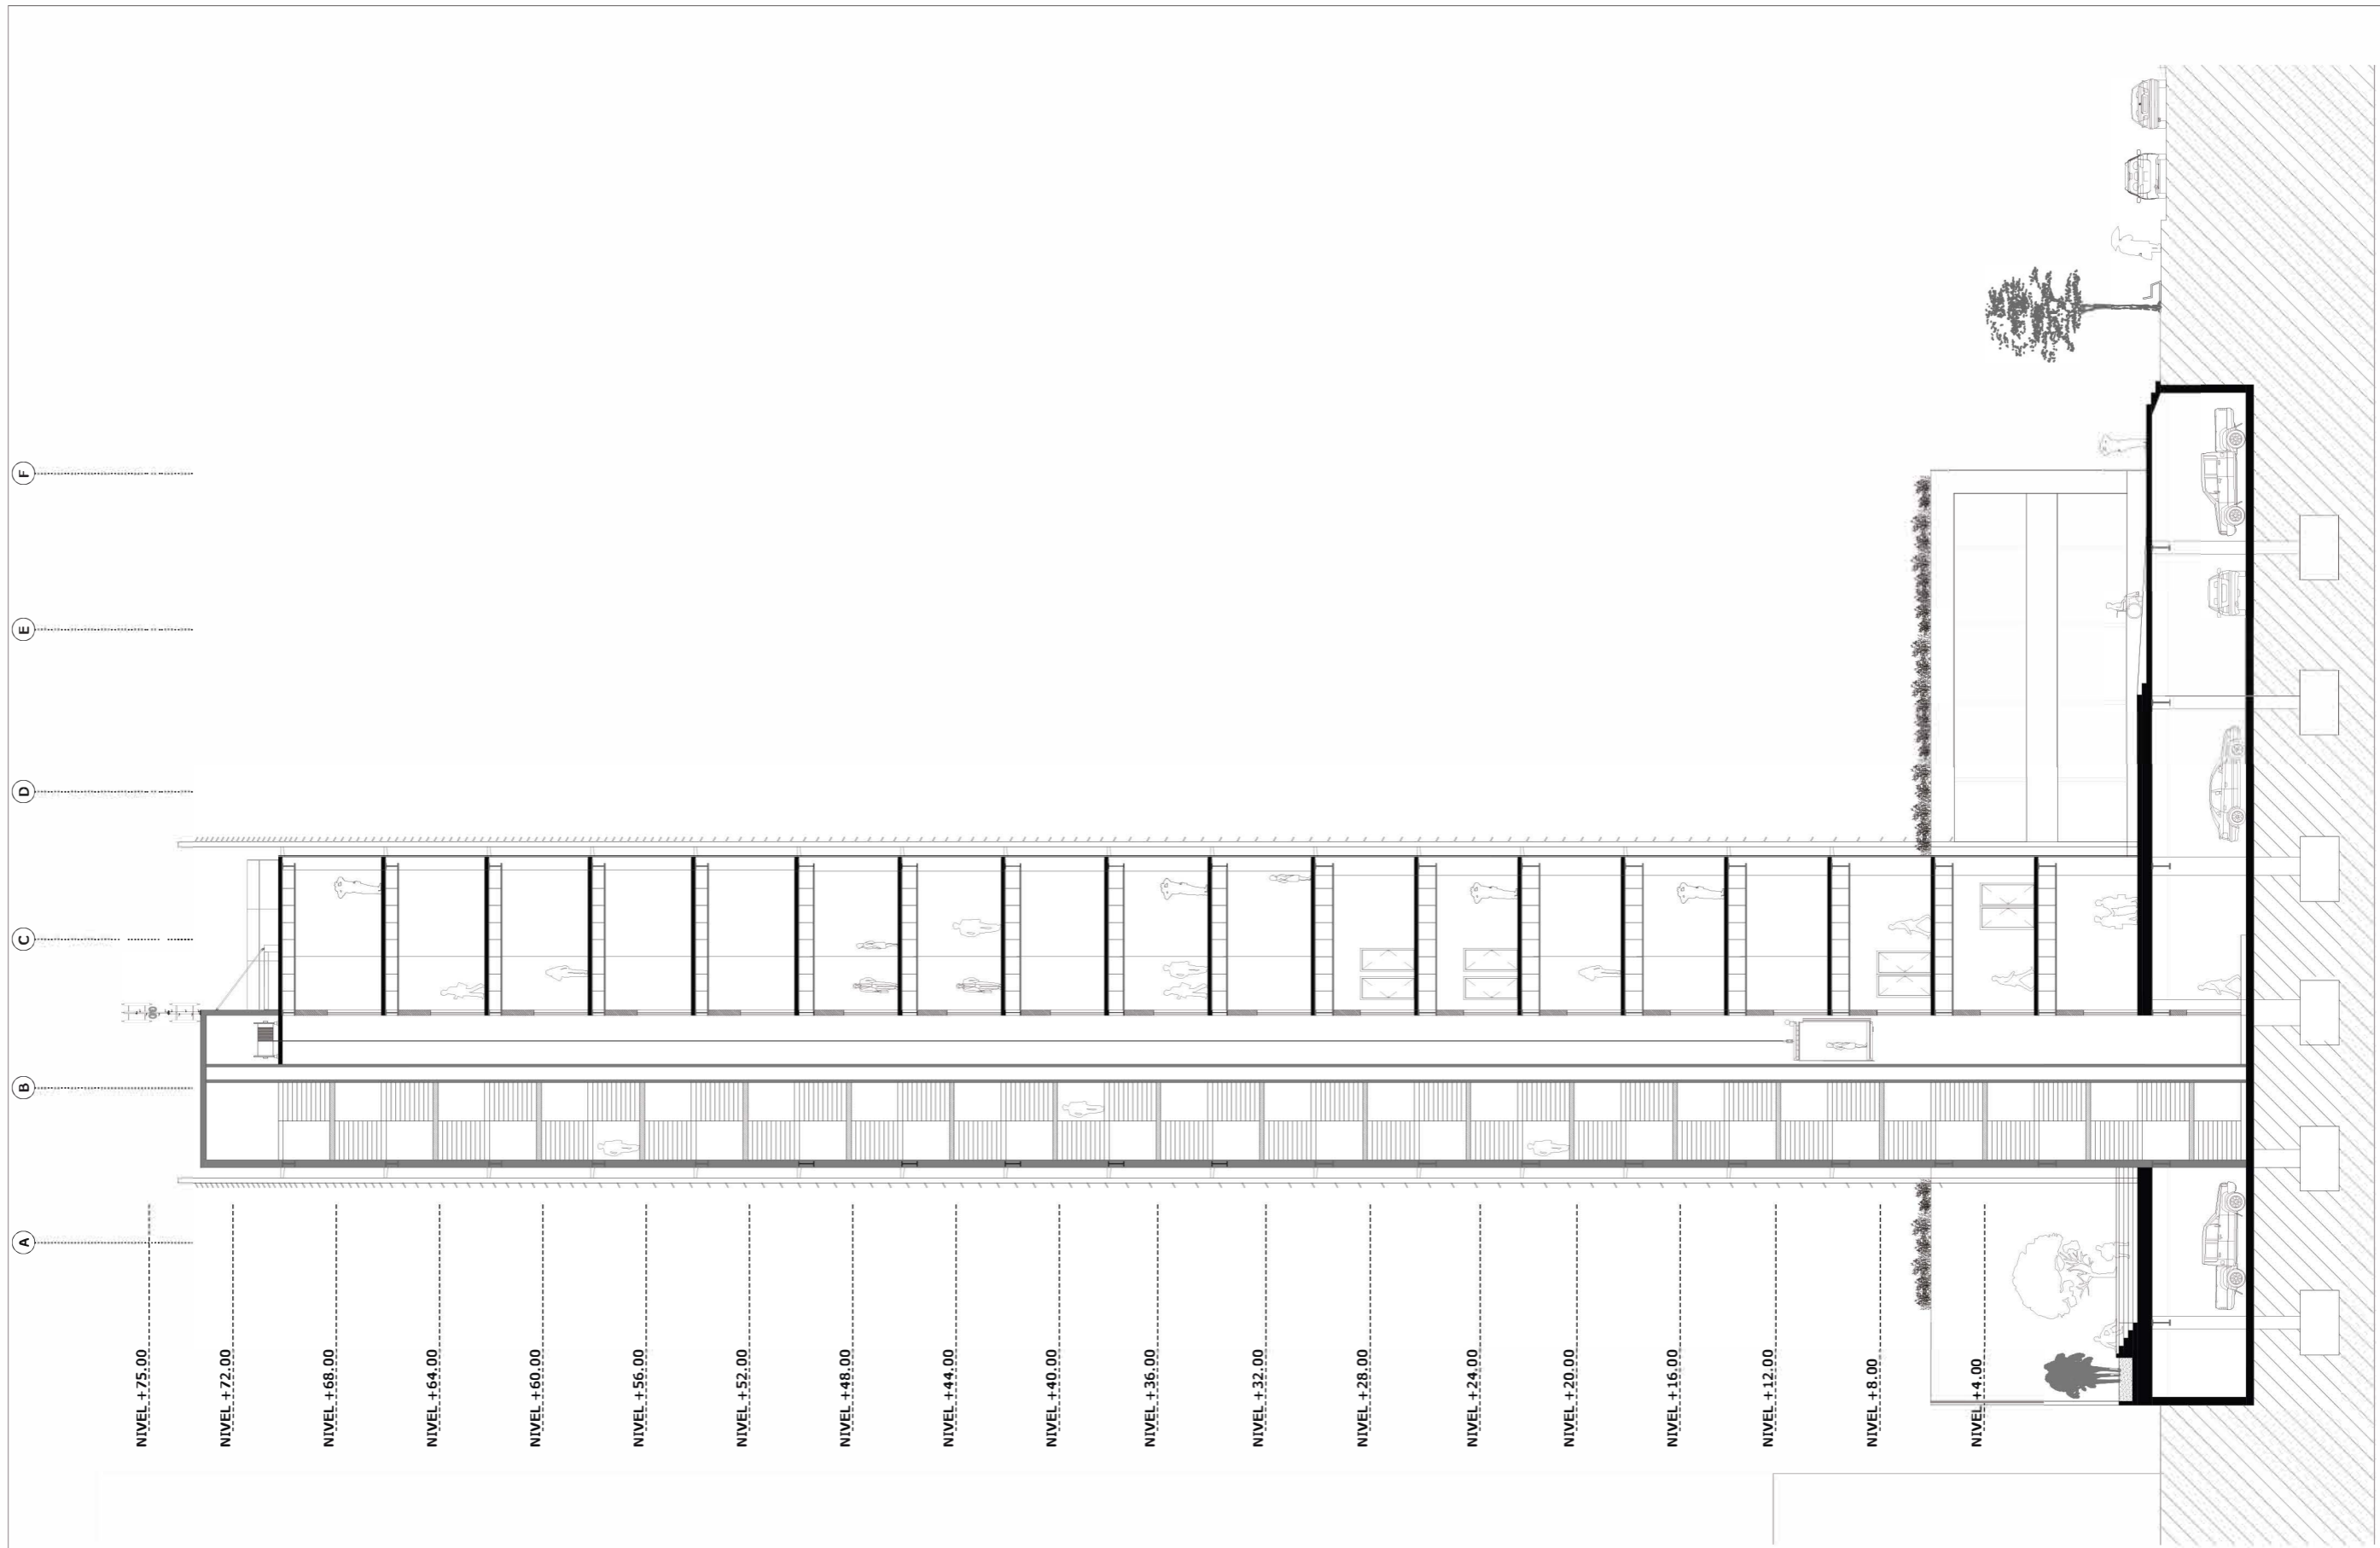 F
E
D
C
B
A
NIVEL +75.00
NIVEL +72.00
NIVEL +68.00
NIVEL +64.00
NIVEL +60.00
NIVEL +56.00
NIVEL +52.00
NIVEL +48.00
NIVEL +44.00
NIVEL +40.00
NIVEL +36.00
NIVEL +32.00
NIVEL +28.00
NIVEL +24.00
NIVEL +20.00
NIVEL +16.00
NIVEL +12.00
NIVEL +8.00
NIVEL +4.00